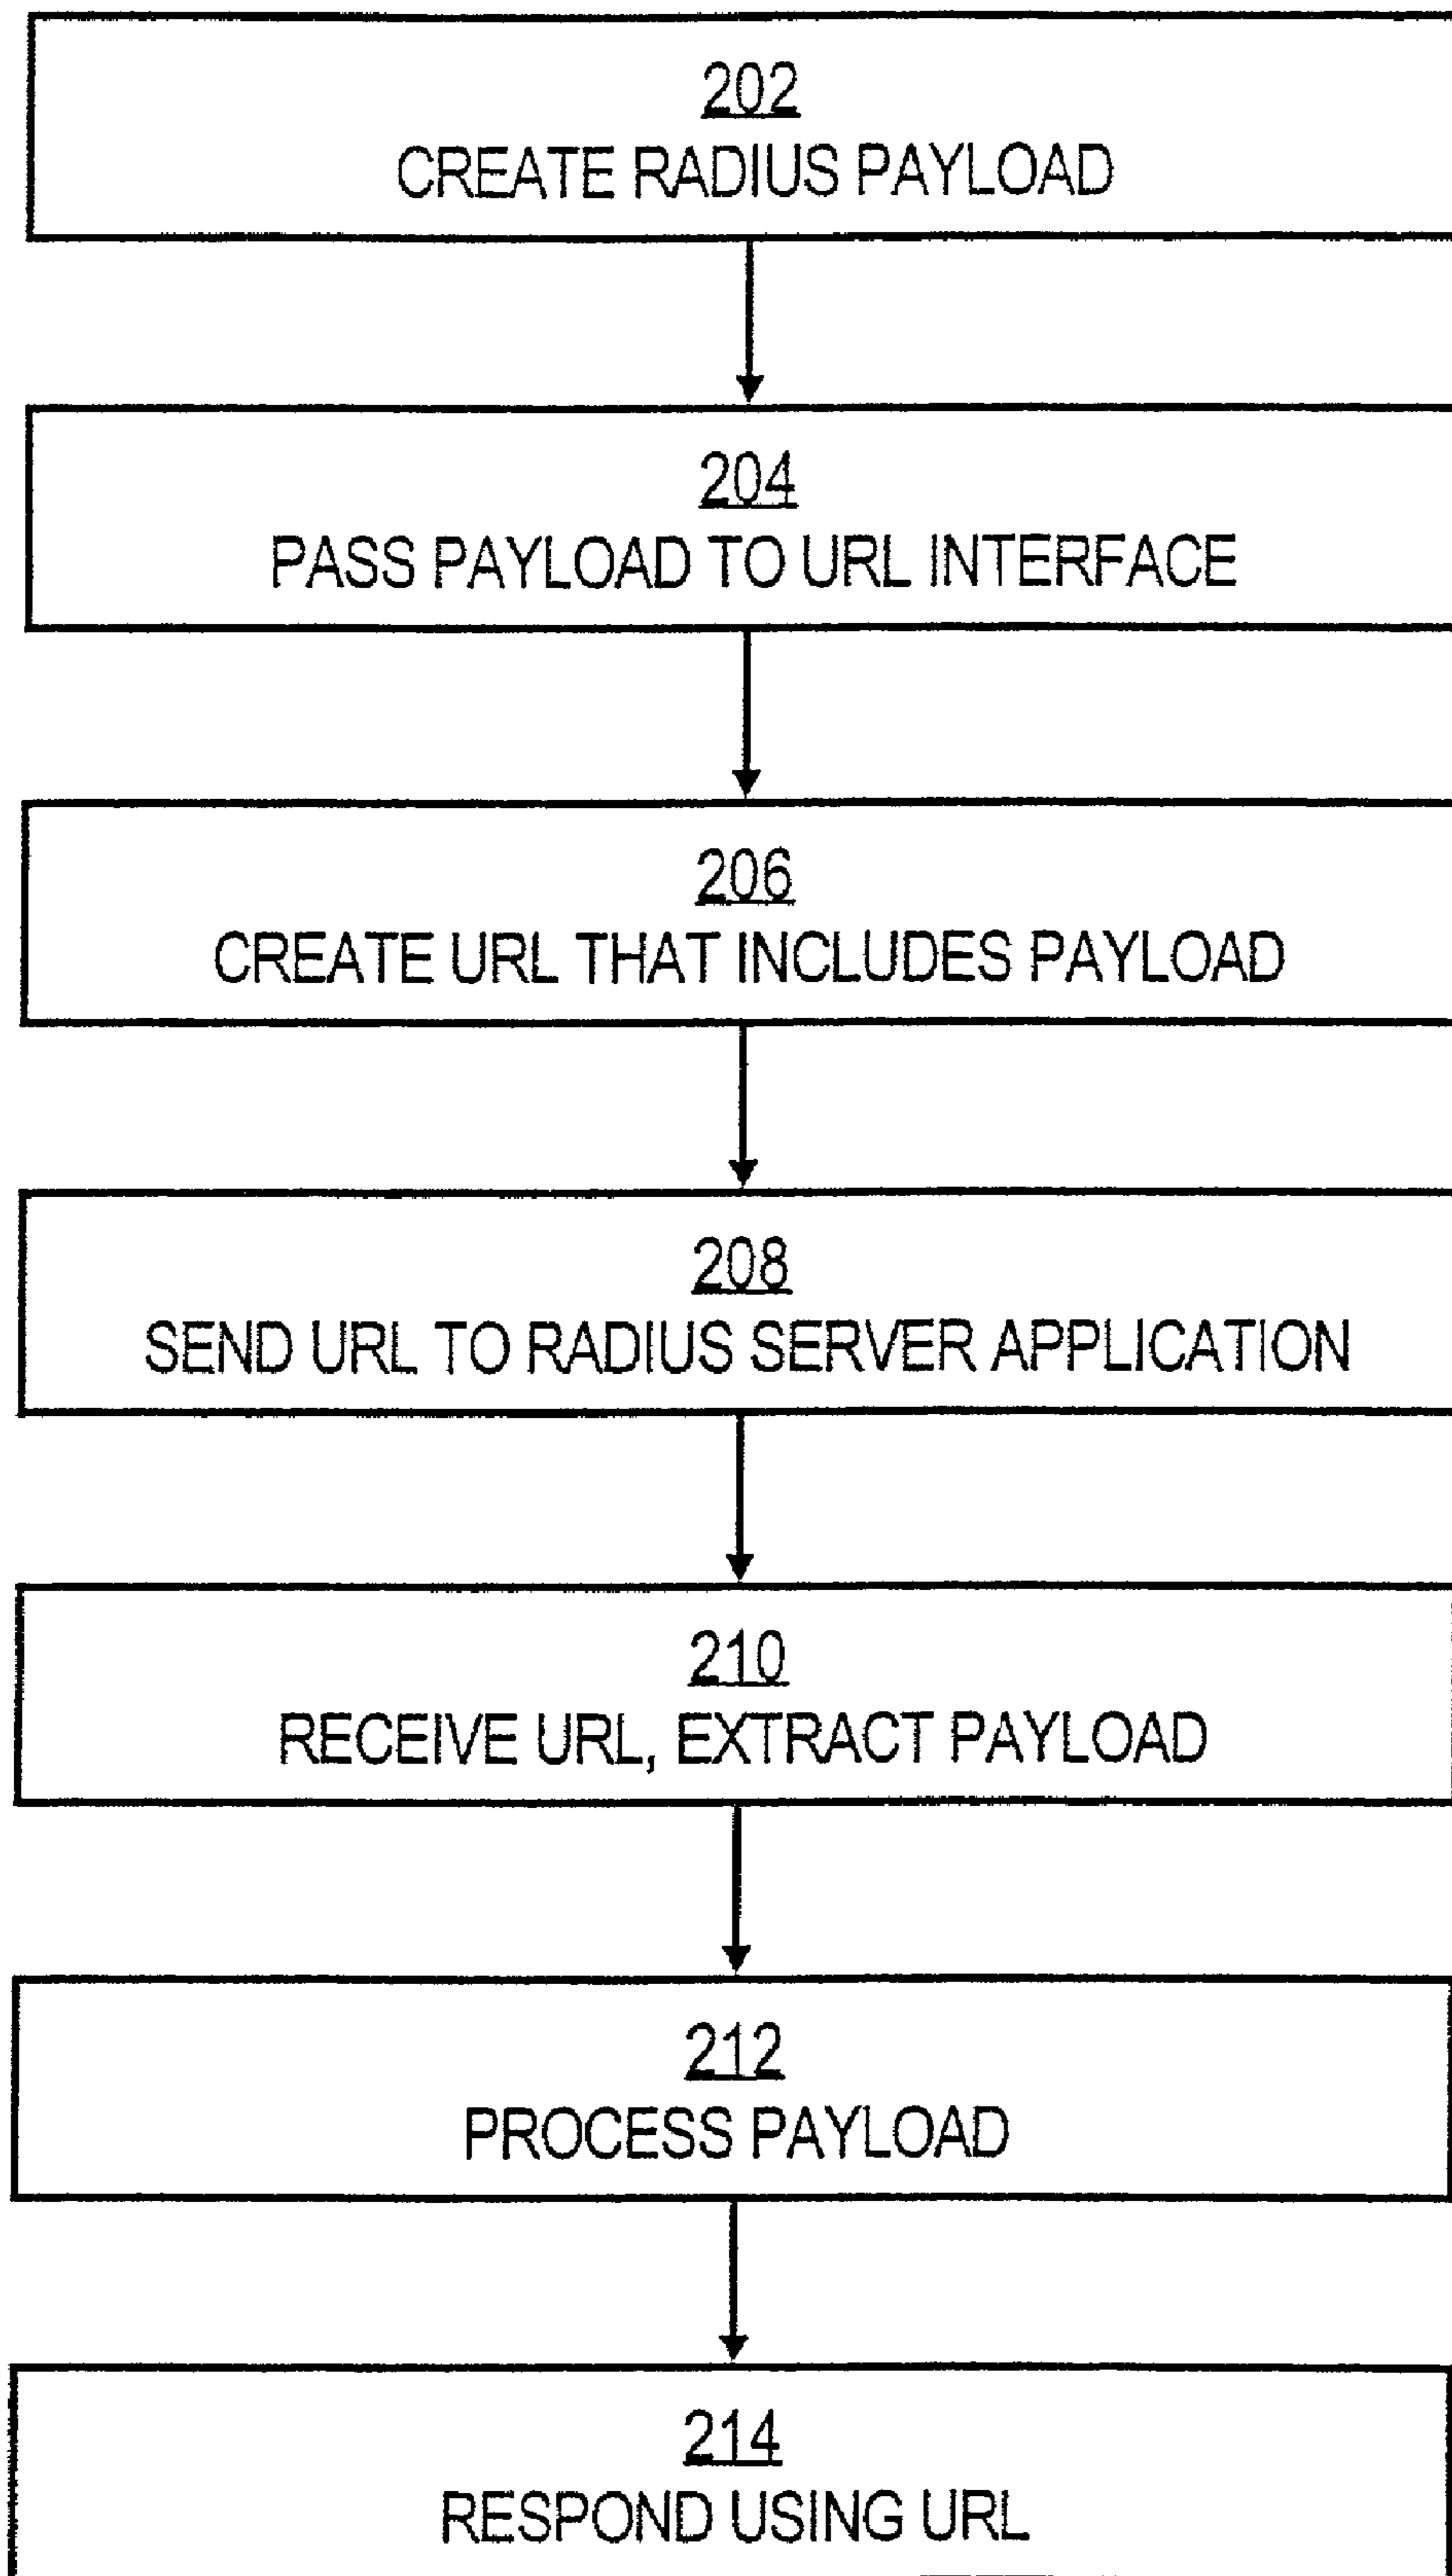 202
CREATE RADIUS PAYLOAD
204
PASS PAYLOAD TO URL INTERFACE
206
CREATE URL THAT INCLUDES PAYLOAD
208
SEND URL TO RADIUS SERVER APPLICATION
210
RECEIVE URL, EXTRACT PAYLOAD
212
PROCESS PAYLOAD
214
RESPOND USING URL